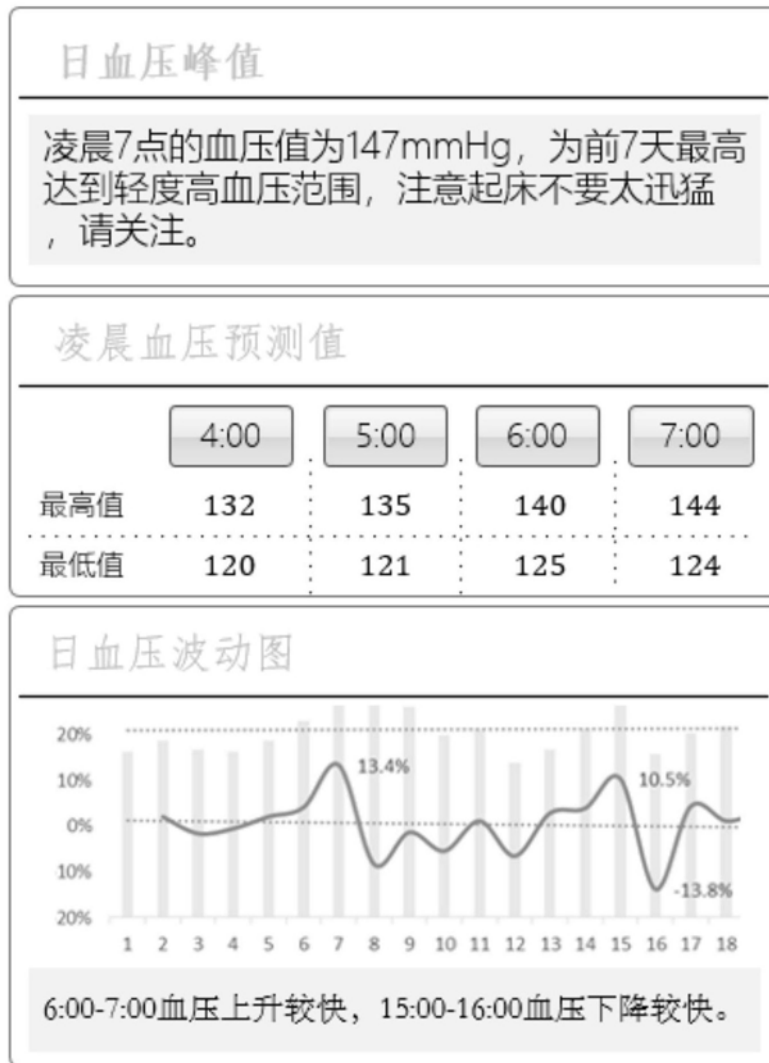 日血压峰值
凌晨7点的血压值为147mmHg，为前7天最高
达到轻度高血压范围，注意起床不要太迅猛
，请关注。
凌晨血压预测值
4:00 5:00 6:00 7:00
最高值 132 135 140 144
最低值 120 121 125 124
日血压波动图
20%
10%
0%
10%
20%
13.4%
10.5%
-13.8%
1 2 3 4 5 6 7 8 9 10 11 12 13 14 15 16 17 18
6:00-7:00血压上升较快，15:00-16:00血压下降较快。